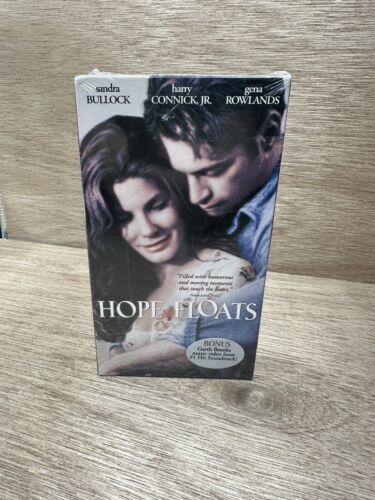 sandra harry gena
BULLOCK CONNICK, JR. ROWLANDS
"Filled with humorous
and moving moments
that touch the heart."
HOPE FLOATS
BONUS
Garth Brooks
music video from
#1 Hit Soundtrack!